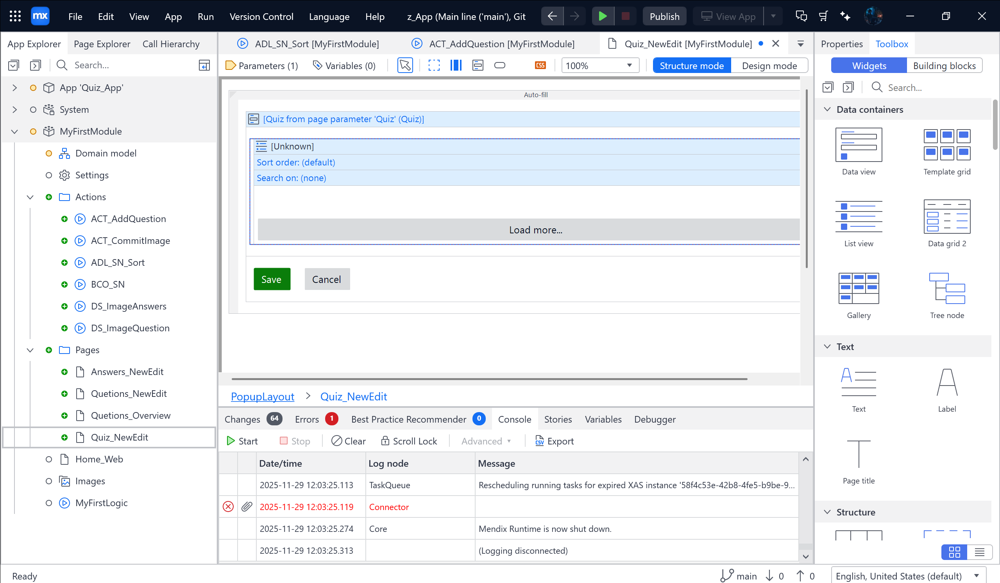 mx File Edit View App Run Version Control Language Help z_App (Main line ('main'), Git Publish View App
App Explorer Page Explorer Call Hierarchy
Search...
App 'Quiz_App'
System
MyFirstModule
Domain model
Settings
Actions
ACT_AddQuestion
ACT_CommitImage
ADL_SN_Sort
BCO_SN
DS_ImageAnswers
DS_ImageQuestion
Pages
Answers_NewEdit
Quetions_NewEdit
Quetions_Overview
Quiz_NewEdit
Home_Web
Images
MyFirstLogic
ADL_SN_Sort [MyFirstModule] ACT_AddQuestion [MyFirstModule] Quiz_NewEdit [MyFirstModule]
Parameters (1) Variables (0) CSS 100% Structure mode Design mode
Auto-fill
[Quiz from page parameter 'Quiz' (Quiz)]
[Unknown]
Sort order: (default)
Search on: (none)
Load more...
Save Cancel
PopupLayout > Quiz_NewEdit
Changes 64 Errors 1 Best Practice Recommender 0 Console Stories Variables Debugger
Start Stop Clear Scroll Lock Advanced CSV Export
Date/time Log node Message
2025-11-29 12:03:25.113 TaskQueue Rescheduling running tasks for expired XAS instance '58f4c53e-42b8-4fe5-b9be-9...
2025-11-29 12:03:25.119 Connector
2025-11-29 12:03:25.274 Core Mendix Runtime is now shut down.
2025-11-29 12:03:25.313 (Logging disconnected)
Properties Toolbox
Widgets Building blocks
Search...
Data containers
Data view Template grid
List view Data grid 2
Gallery Tree node
Text
Text Label
Page title
Structure
Ready main 0 0 English, United States (default)